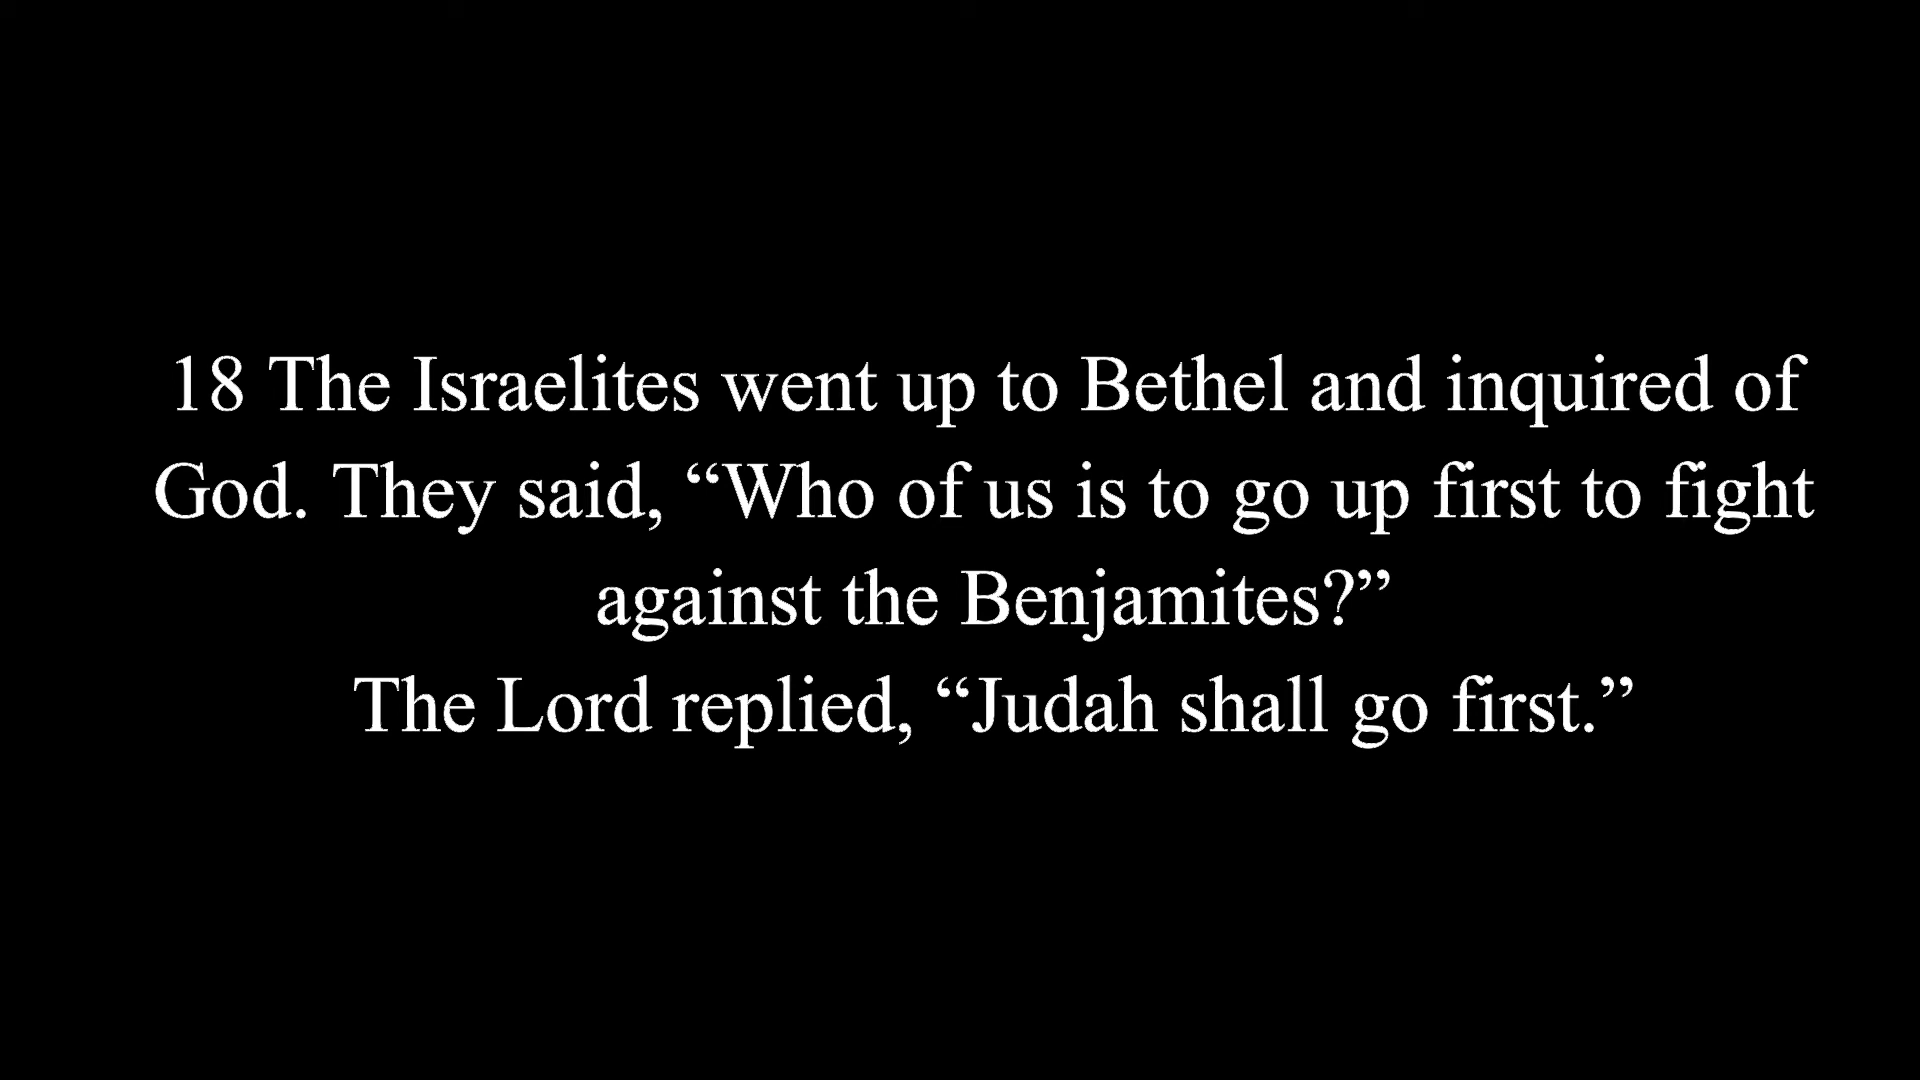 18 The Israelites went up to Bethel and inquired of
God. They said, “Who of us is to go up first to fight
against the Benjamites?”
The Lord replied, “Judah shall go first.”